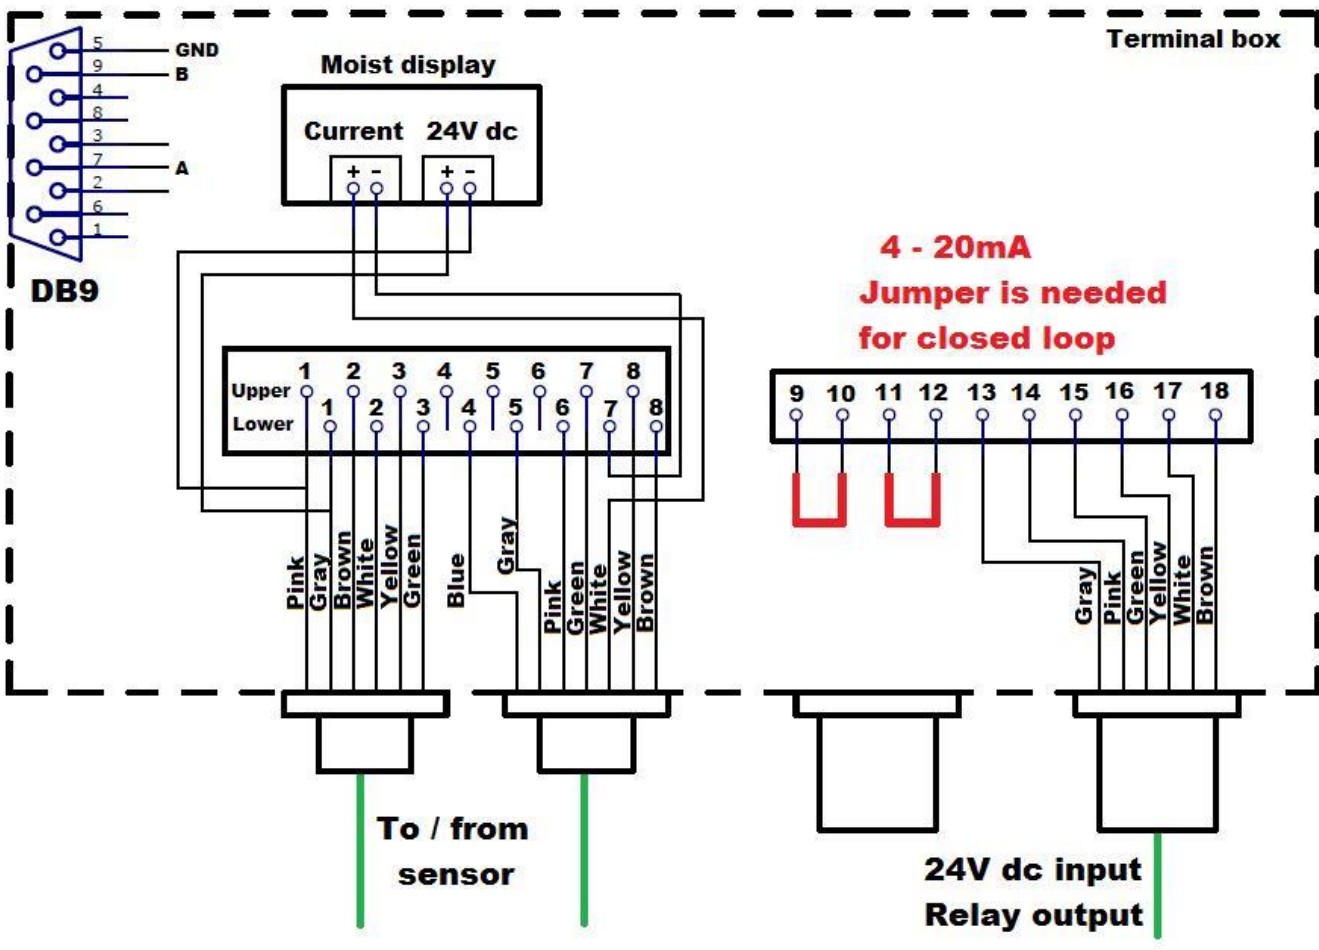 Terminal box
5 GND
9 B
4
8
3
7 A
2
6
1
DB9
Moist display
Current 24V dc
+ - + -
4 - 20mA
Jumper is needed
for closed loop
Upper 1 2 3 4 5 6 7 8
Lower 1 2 3 4 5 6 7 8
9 10 11 12 13 14 15 16 17 18
Pink
Gray
Brown
White
Yellow
Green
Blue
Gray
Pink
Green
White
Yellow
Brown
Gray
Pink
Green
Yellow
White
Brown
To / from
sensor
24V dc input
Relay output